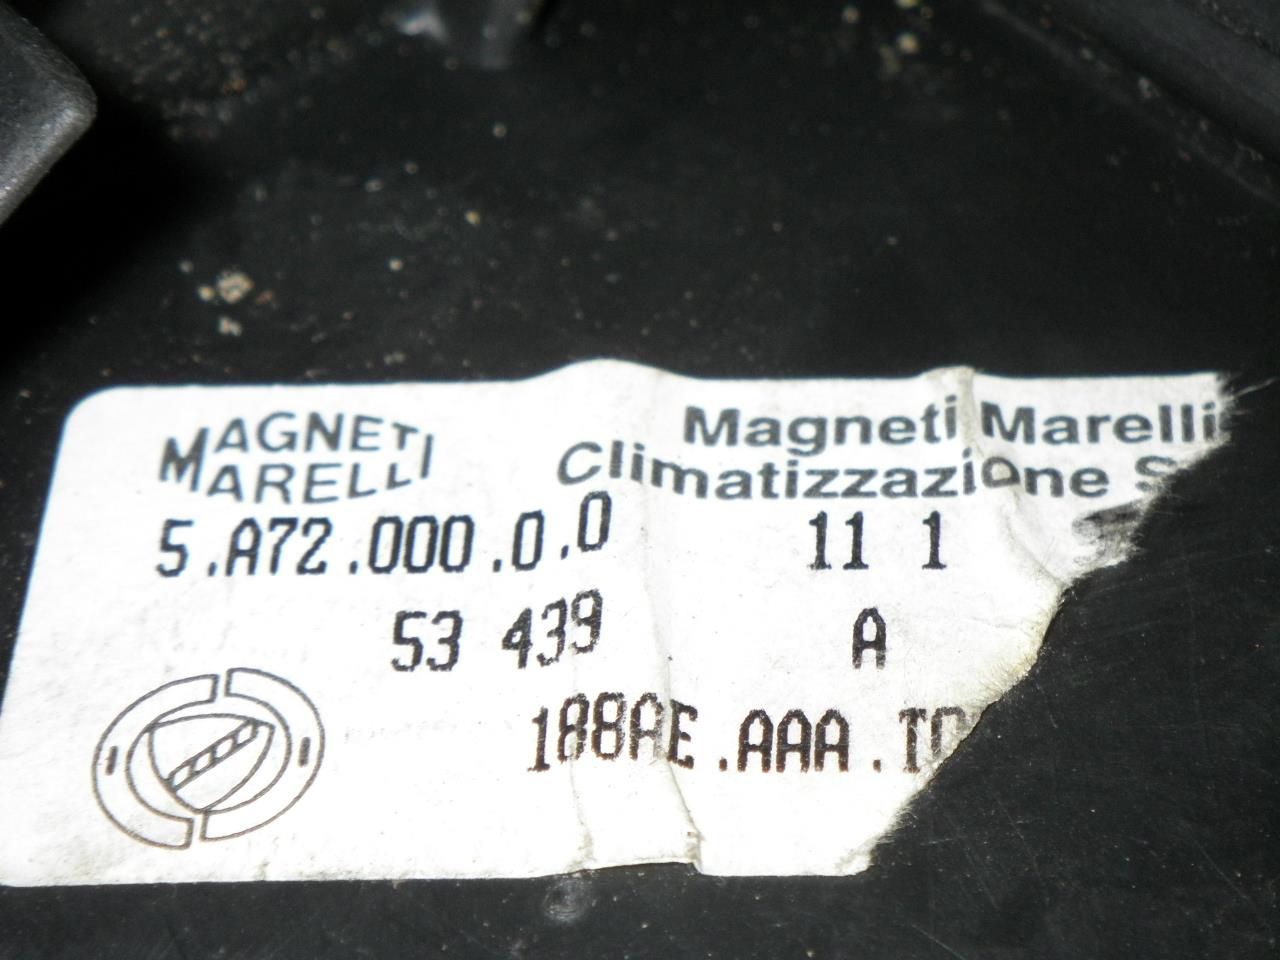 MAGNETI
MARELLI
Magneti Marelli
Climatizzazione
5.A72.000.0.0
11 1
53 439
A
188AE.AAA.